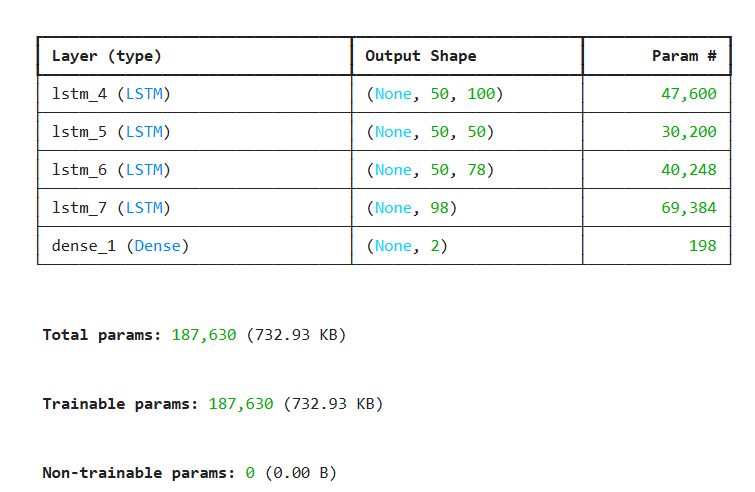 Layer (type) Output Shape Param #
lstm_4 (LSTM) (None, 50, 100) 47,600
lstm_5 (LSTM) (None, 50, 50) 30,200
lstm_6 (LSTM) (None, 50, 78) 40,248
lstm_7 (LSTM) (None, 98) 69,384
dense_1 (Dense) (None, 2) 198
Total params: 187,630 (732.93 KB)
Trainable params: 187,630 (732.93 KB)
Non-trainable params: 0 (0.00 B)